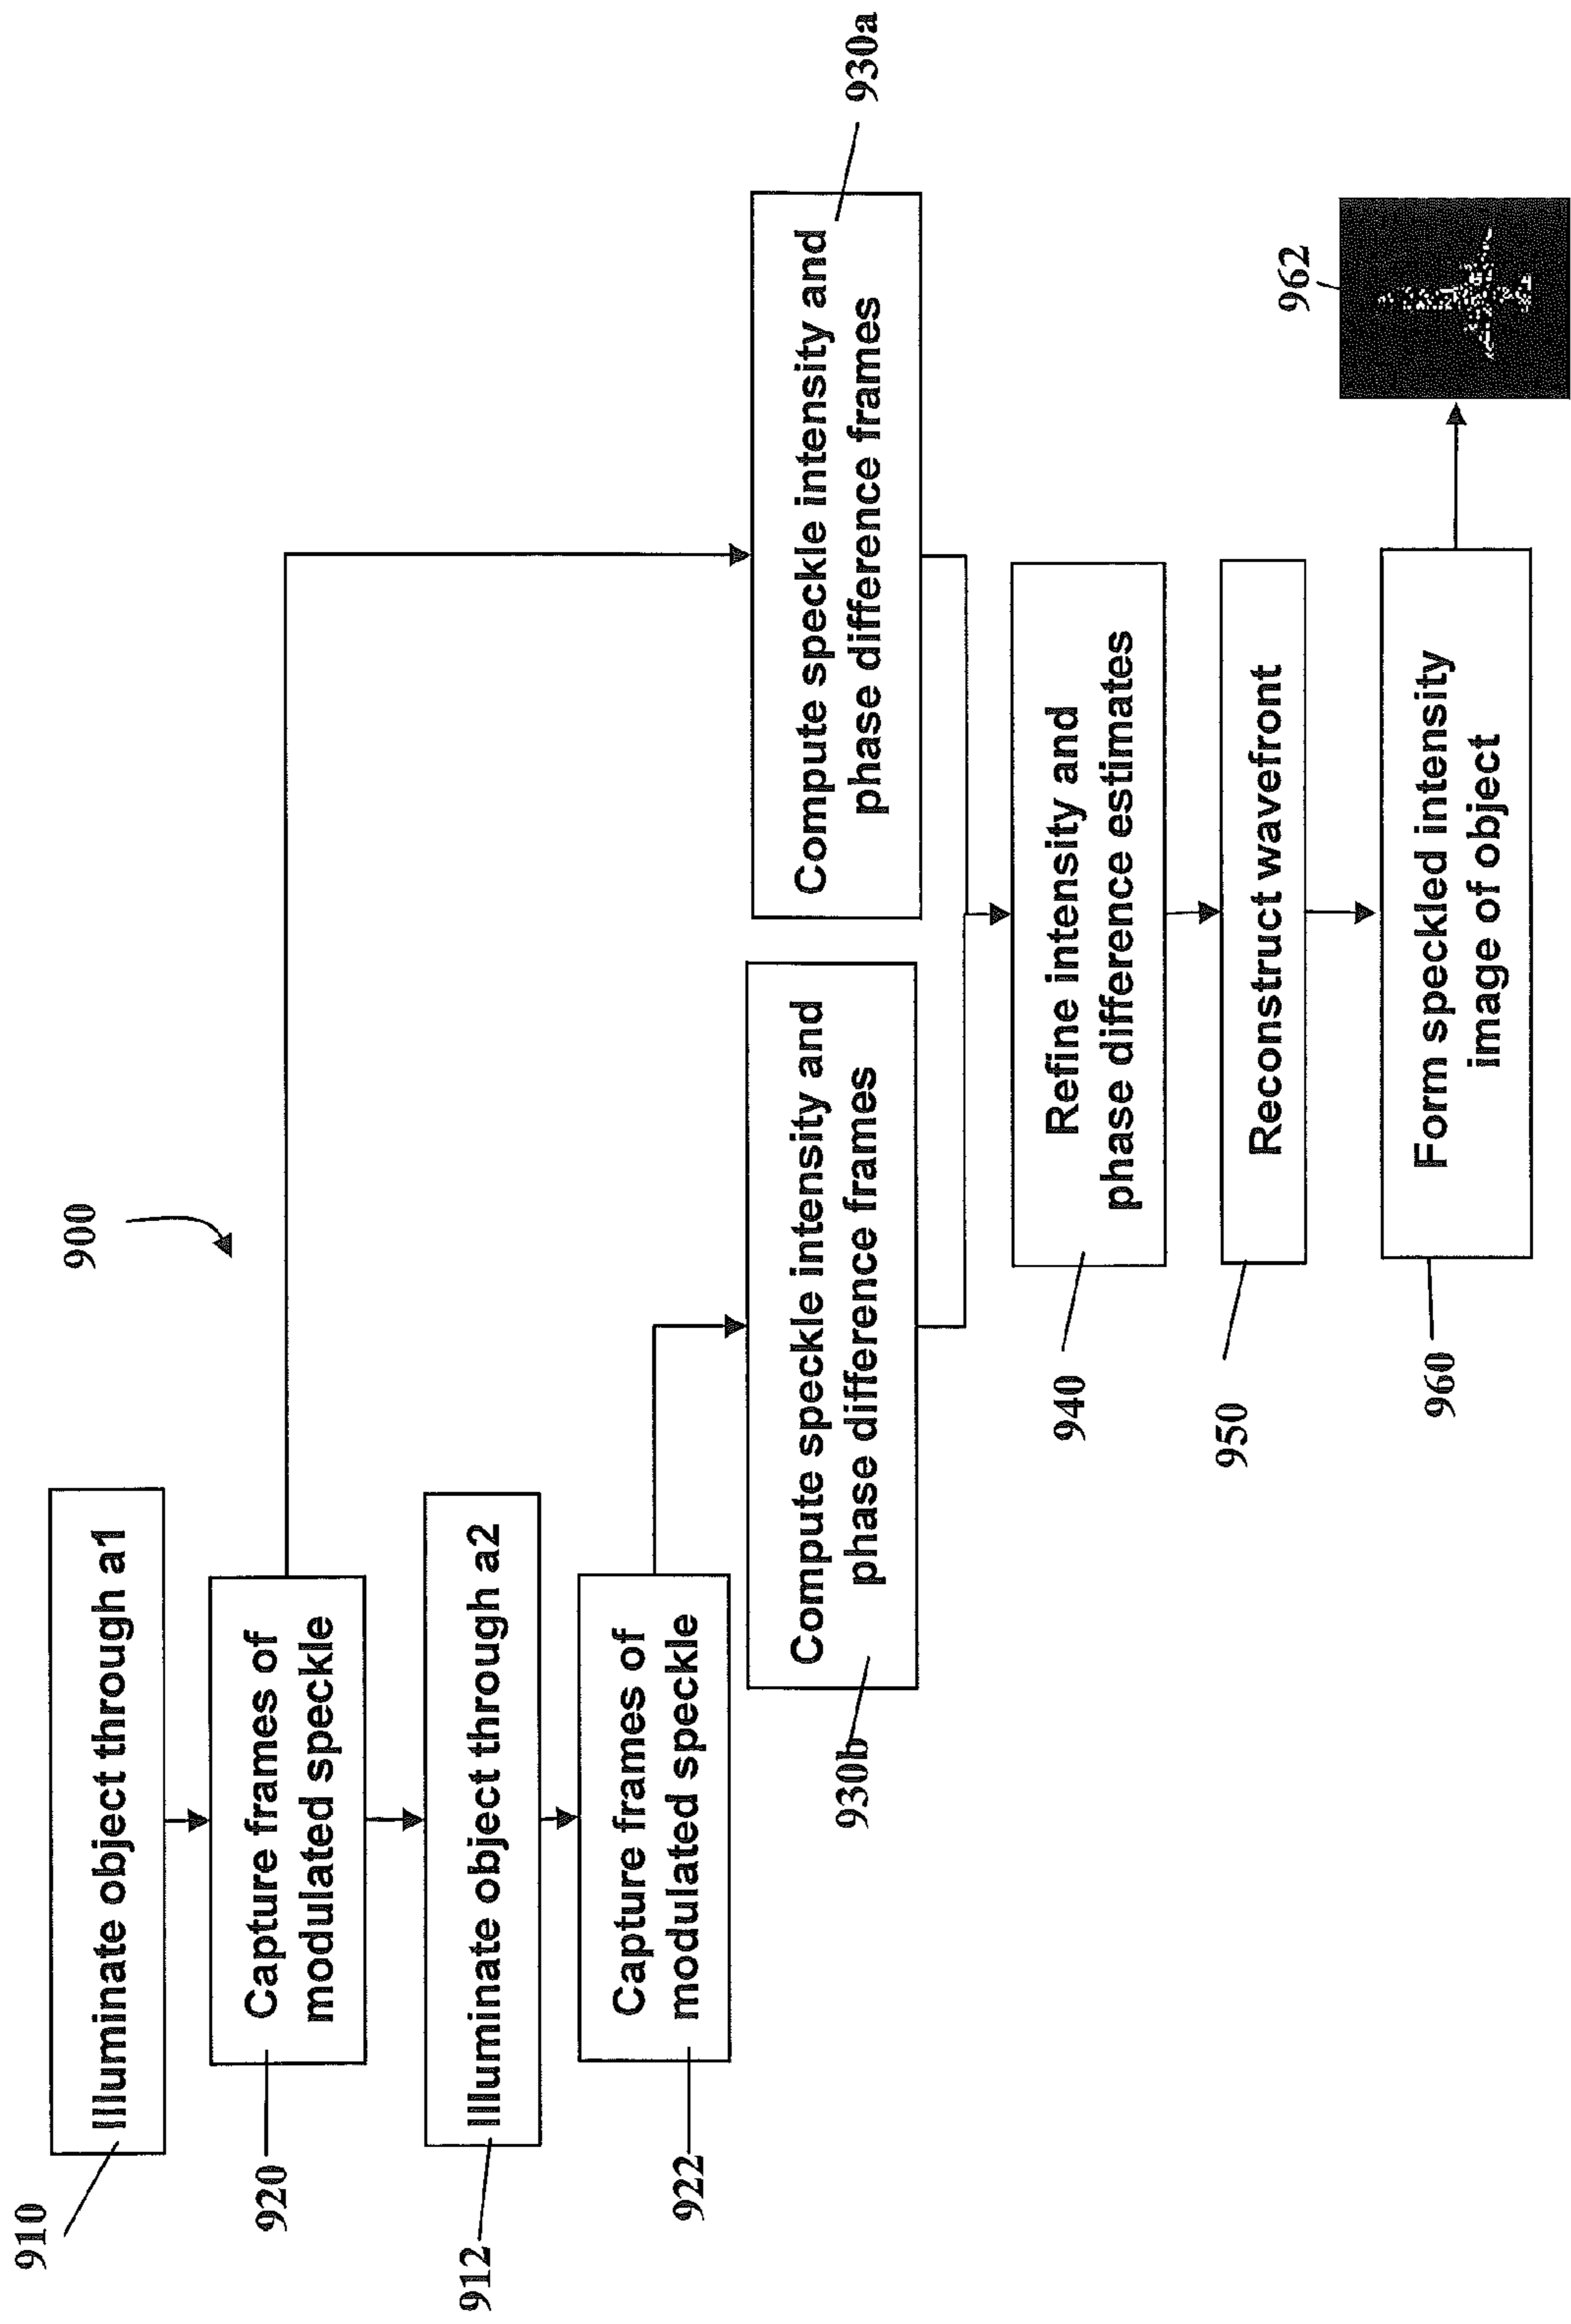 900
910
Illuminate object through a1
920
Capture frames of
modulated speckle
912
Illuminate object through a2
922
Capture frames of
modulated speckle
930b
Compute speckle intensity and
phase difference frames
930a
Compute speckle intensity and
phase difference frames
940
Refine intensity and
phase difference estimates
950
Reconstruct wavefront
960
Form speckled intensity
image of object
962